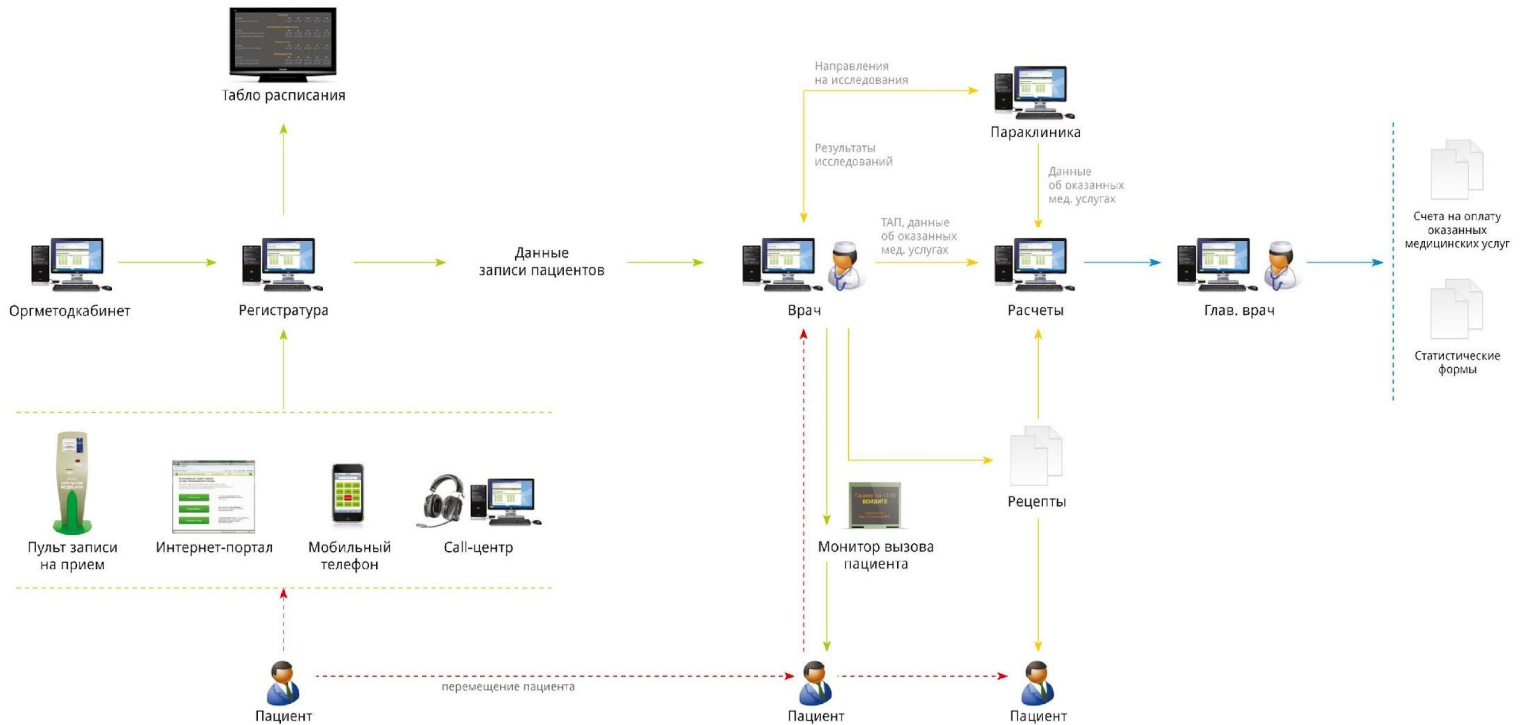 Табло расписания
Направления
на исследования
Параклиника
Результаты
исследований
Данные
об оказанных
мед. услугах
ТАП, данные
об оказанных
мед. услугах
Счета на оплату
оказанных
медицинских услуг
Оргметодкабинет
Регистратура
Данные
записи пациентов
Врач
Расчеты
Глав. врач
Статистические
формы
Пульт записи
на прием
Интернет-портал
Мобильный
телефон
Call-центр
ВОЙДИТЕ
Монитор вызова
пациента
Рецепты
перемещение пациента
Пациент
Пациент
Пациент